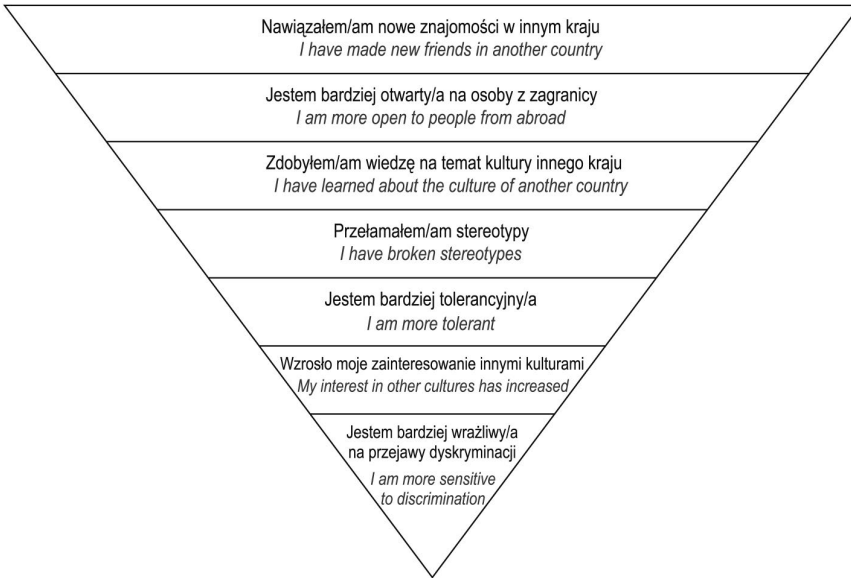 Nawiązałem/am nowe znajomości w innym kraju
I have made new friends in another country
Jestem bardziej otwarty/a na osoby z zagranicy
I am more open to people from abroad
Zdobyłem/am wiedzę na temat kultury innego kraju
I have learned about the culture of another country
Przełamałem/am stereotypy
I have broken stereotypes
Jestem bardziej tolerancyjny/a
I am more tolerant
Wzrosło moje zainteresowanie innymi kulturami
My interest in other cultures has increased
Jestem bardziej wrażliwy/a
na przejawy dyskryminacji
I am more sensitive
to discrimination